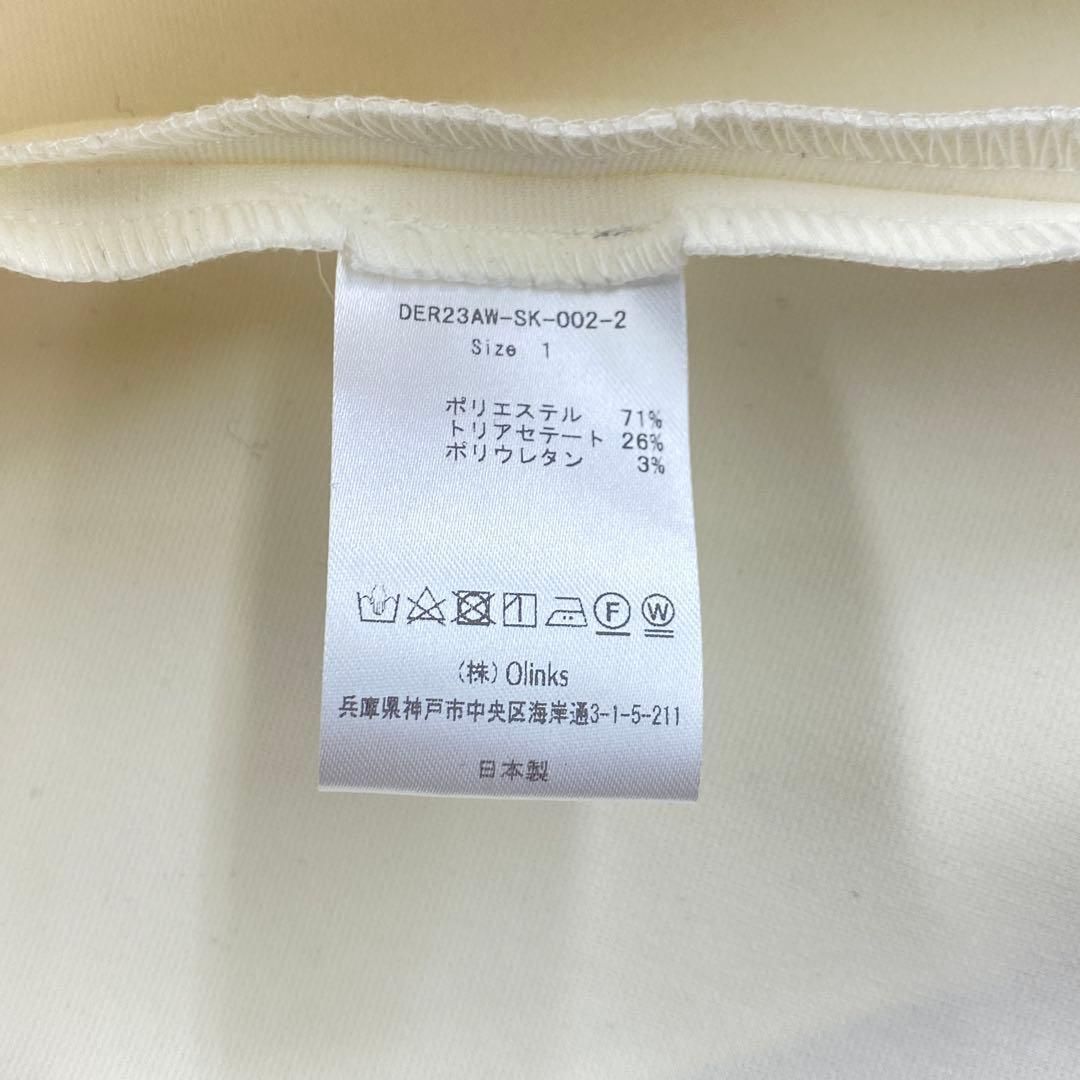 DER23AW-SK-002-2
Size 1
ポリエステル 71%
トリアセテート 26%
ポリウレタン 3%
F W
(株)Olinks
兵庫県神戸市中央区海岸通3-1-5-211
日本製